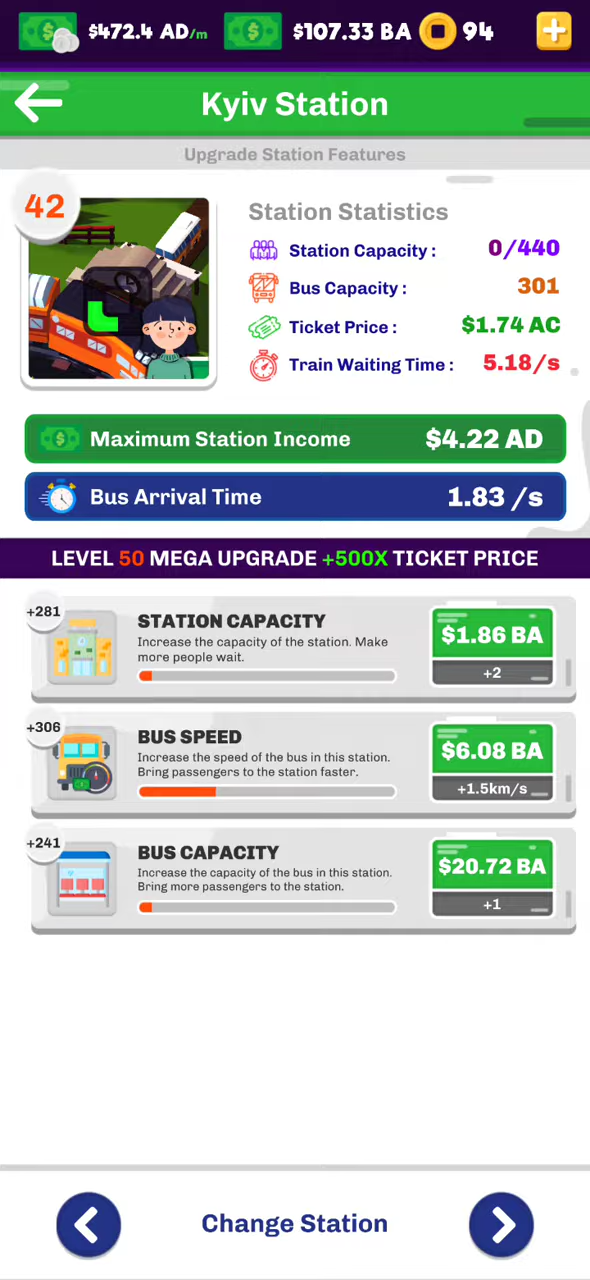 $472.4 AD/m $107.33 BA 94
Kyiv Station
Upgrade Station Features
42
Station Statistics
Station Capacity : 0/440
Bus Capacity : 301
Ticket Price : $1.74 AC
Train Waiting Time : 5.18/s
Maximum Station Income $4.22 AD
Bus Arrival Time 1.83 /s
LEVEL 50 MEGA UPGRADE +500X TICKET PRICE
+281
STATION CAPACITY
Increase the capacity of the station. Make
more people wait.
$1.86 BA
+2
+306
BUS SPEED
Increase the speed of the bus in this station.
Bring passengers to the station faster.
$6.08 BA
+1.5km/s
+241
BUS CAPACITY
Increase the capacity of the bus in this station.
Bring more passengers to the station.
$20.72 BA
+1
Change Station